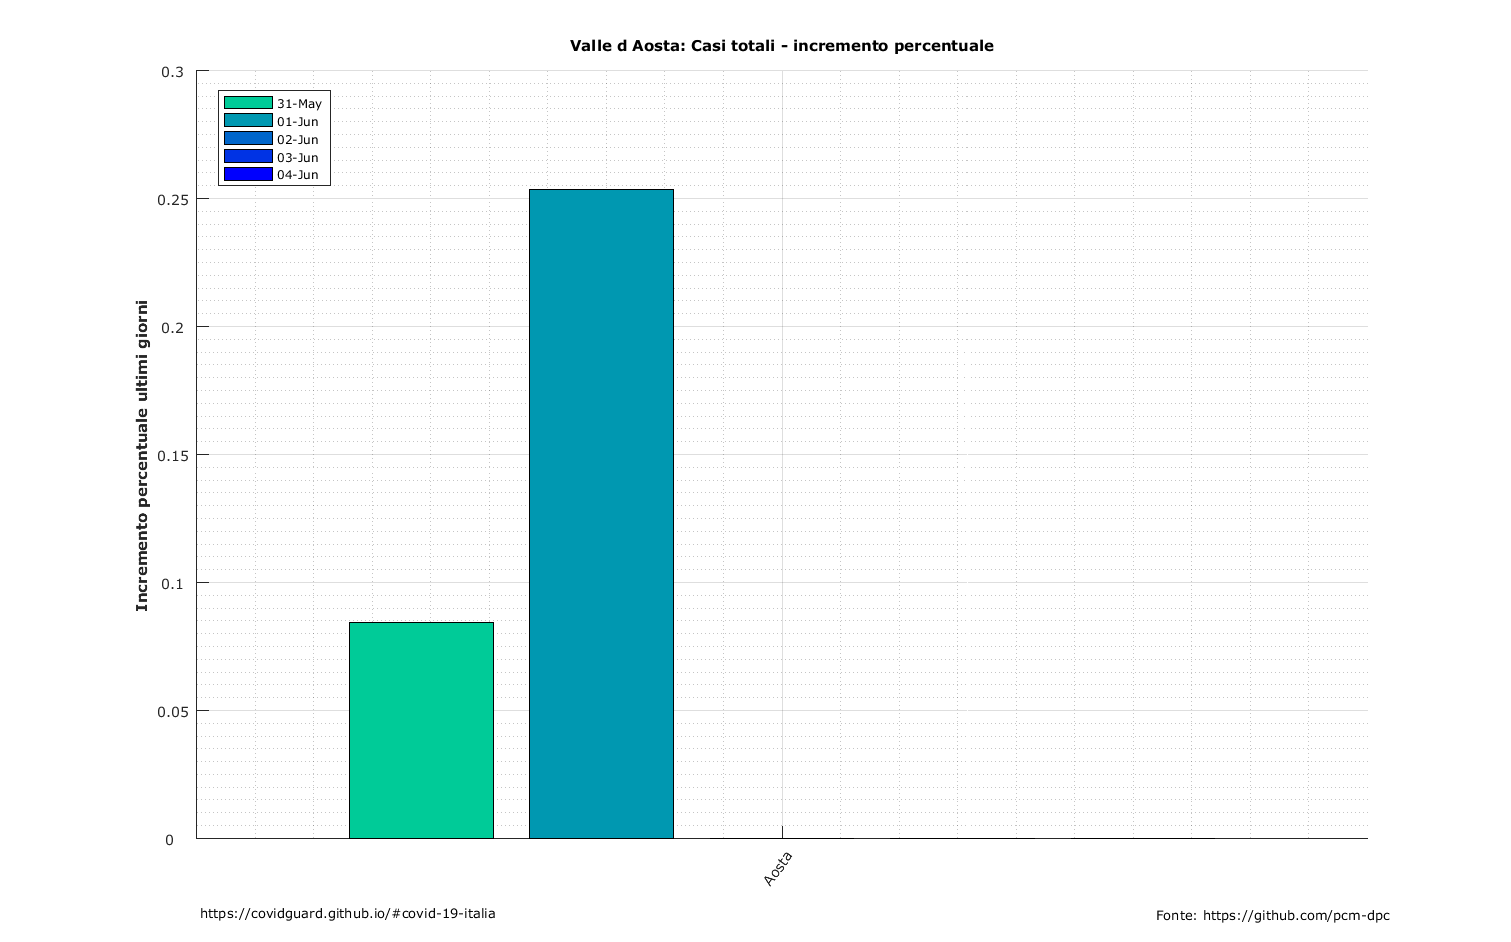 Valle d Aosta: Casi totali - incremento percentuale
0.3
31-May
01-Jun
02-Jun
03-Jun
04-Jun
0.25
0.2
0.15
0.1
0.05
0
Incremento percentuale ultimi giorni
Aosta
https://covidguard.github.io/#covid-19-italia
Fonte: https://github.com/pcm-dpc